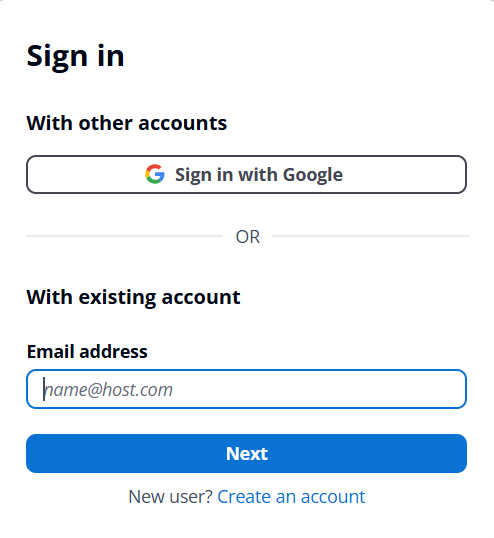 Sign in
With other accounts
Sign in with Google
OR
With existing account
Email address
name@host.com
Next
New user? Create an account